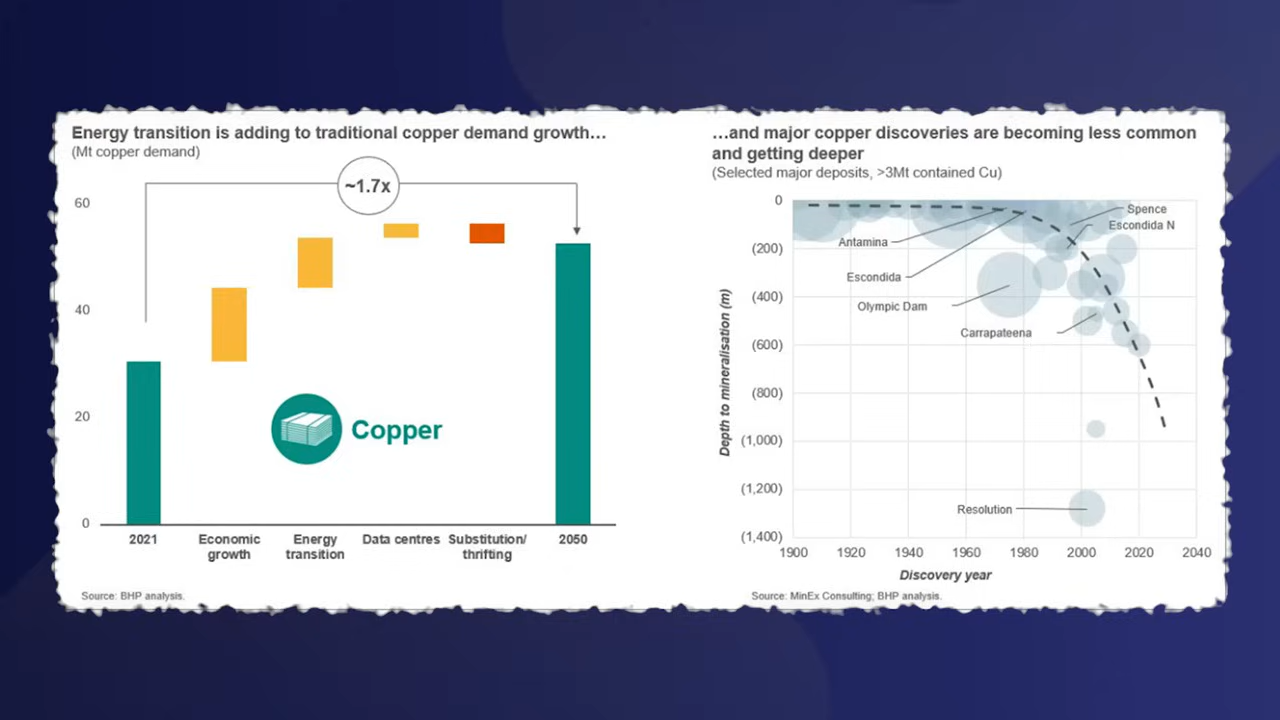 Energy transition is adding to traditional copper demand growth…
(Mt copper demand)
~1.7x
60
40
20
0
Copper
2021
Economic
growth
Energy
transition
Data centres
Substitution/
thrifting
2050
Source: BHP analysis.
…and major copper discoveries are becoming less common
and getting deeper
(Selected major deposits, >3Mt contained Cu)
Depth to mineralisation (m)
0
(200)
(400)
(600)
(800)
(1,000)
(1,200)
(1,400)
Spence
Escondida N
Antamina
Escondida
Olympic Dam
Carrapateena
Resolution
1900
1920
1940
1960
1980
2000
2020
2040
Discovery year
Source: MinEx Consulting; BHP analysis.